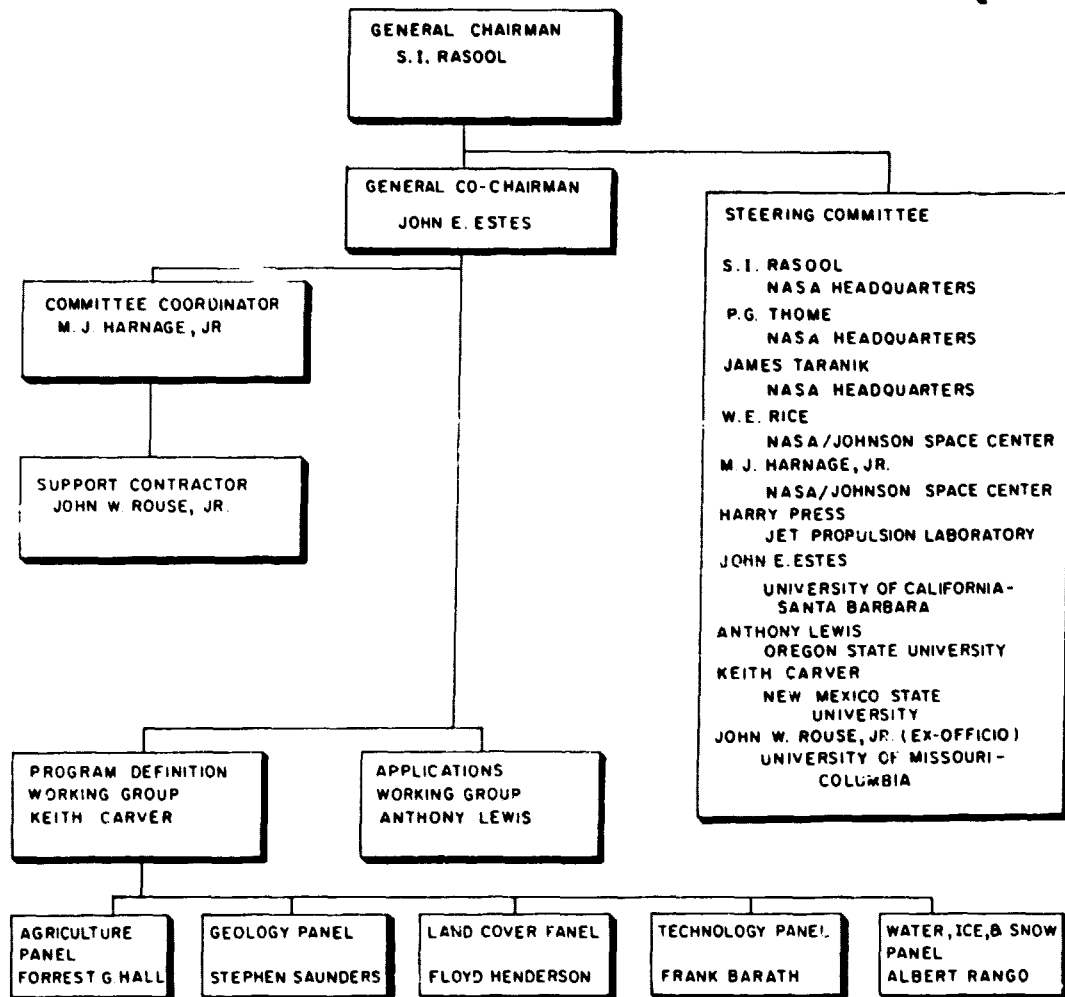 GENERAL CHAIRMAN
S.I. RASOOL
GENERAL CO-CHAIRMAN
JOHN E. ESTES
COMMITTEE COORDINATOR
M. J. HARNAGE, JR
SUPPORT CONTRACTOR
JOHN W. ROUSE, JR.
STEERING COMMITTEE
S.I. RASOOL
NASA HEADQUARTERS
P.G. THOME
NASA HEADQUARTERS
JAMES TARANIK
NASA HEADQUARTERS
W.E. RICE
NASA/JOHNSON SPACE CENTER
M. J. HARNAGE, JR.
NASA/JOHNSON SPACE CENTER
HARRY PRESS
JET PROPULSION LABORATORY
JOHN E. ESTES
UNIVERSITY OF CALIFORNIA-
SANTA BARBARA
ANTHONY LEWIS
OREGON STATE UNIVERSITY
KEITH CARVER
NEW MEXICO STATE
UNIVERSITY
JOHN W. ROUSE, JR. (EX-OFFICIO)
UNIVERSITY OF MISSOURI-
COLUMBIA
PROGRAM DEFINITION
WORKING GROUP
KEITH CARVER
APPLICATIONS
WORKING GROUP
ANTHONY LEWIS
AGRICULTURE
PANEL
FORREST G. HALL
GEOLOGY PANEL
STEPHEN SAUNDERS
LAND COVER PANEL
FLOYD HENDERSON
TECHNOLOGY PANEL
FRANK BARATH
WATER, ICE, & SNOW
PANEL
ALBERT RANGO